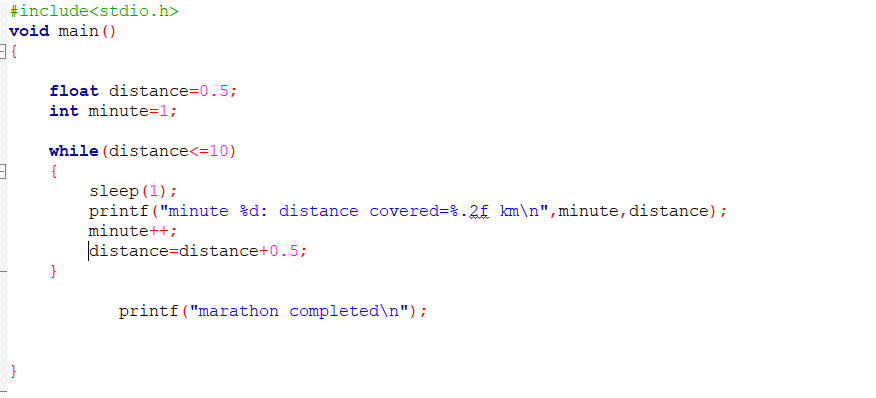 #include<stdio.h>
void main()
{
float distance=0.5;
int minute=1;
while(distance<=10)
{
sleep(1);
printf("minute %d: distance covered=%.2f km\n",minute,distance);
minute++;
distance=distance+0.5;
}
printf("marathon completed\n");
}